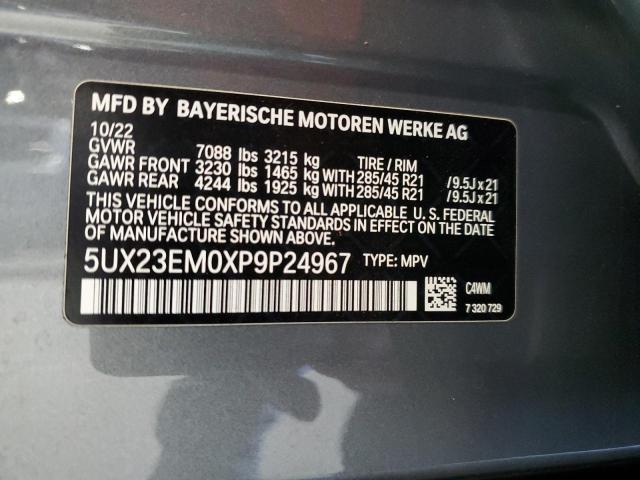 MFD BY BAYERISCHE MOTOREN WERKE AG
10/22
GVWR 7088 lbs 3215 kg TIRE / RIM
GAWR FRONT 3230 lbs 1465 kg WITH 285/45 R21 /9.5J x 21
GAWR REAR 4244 lbs 1925 kg WITH 285/45 R21 /9.5J x 21
THIS VEHICLE CONFORMS TO ALL APPLICABLE U. S. FEDERAL
MOTOR VEHICLE SAFETY STANDARDS IN EFFECT ON THE DATE
OF MANUFACTURE SHOWN ABOVE.
5UX23EM0XP9P24967 TYPE: MPV
C4WM
7 320 729